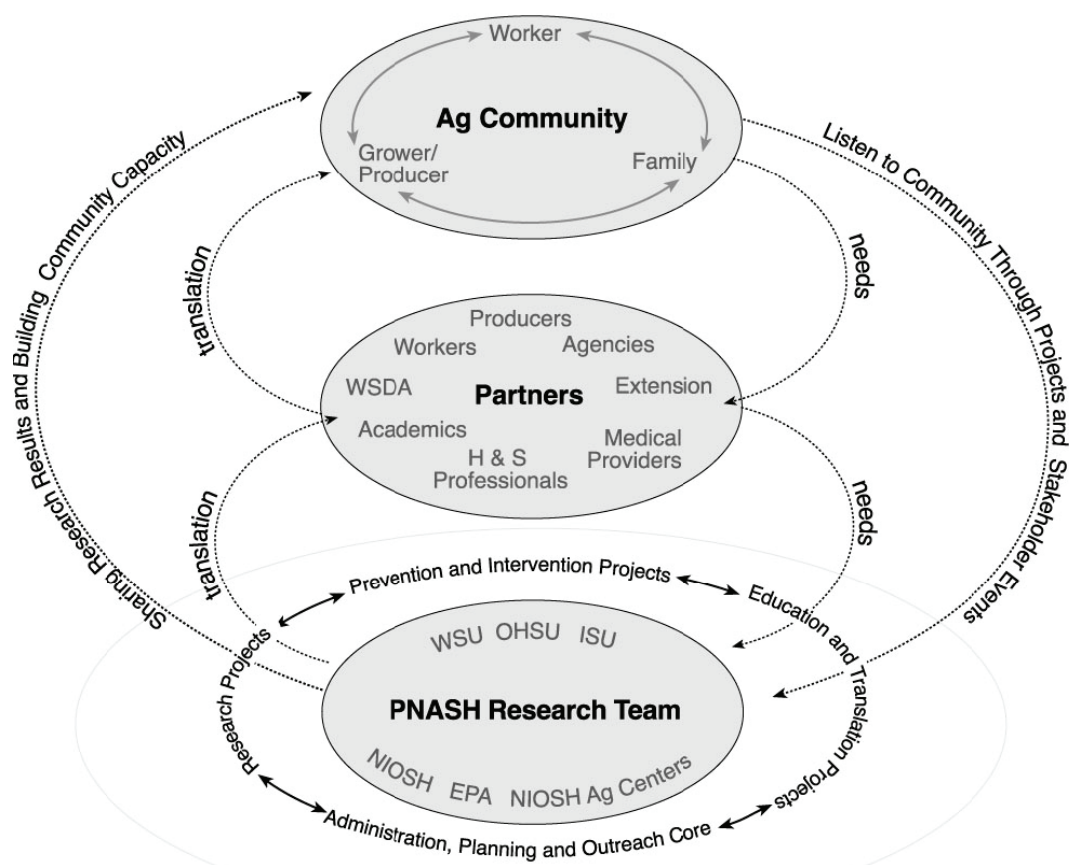 Worker
Ag Community
Grower/
Producer
Family
Sharing Research Results and Building Community Capacity
Listen to Community Through Projects and Stakeholder Events
translation
needs
Producers
Workers
Agencies
WSDA
Partners
Extension
Academics
Medical
Providers
H & S
Professionals
translation
needs
Prevention and Intervention Projects
Research Projects
Education and Translation Projects
WSU OHSU ISU
PNASH Research Team
NIOSH EPA NIOSH Ag Centers
Administration, Planning and Outreach Core